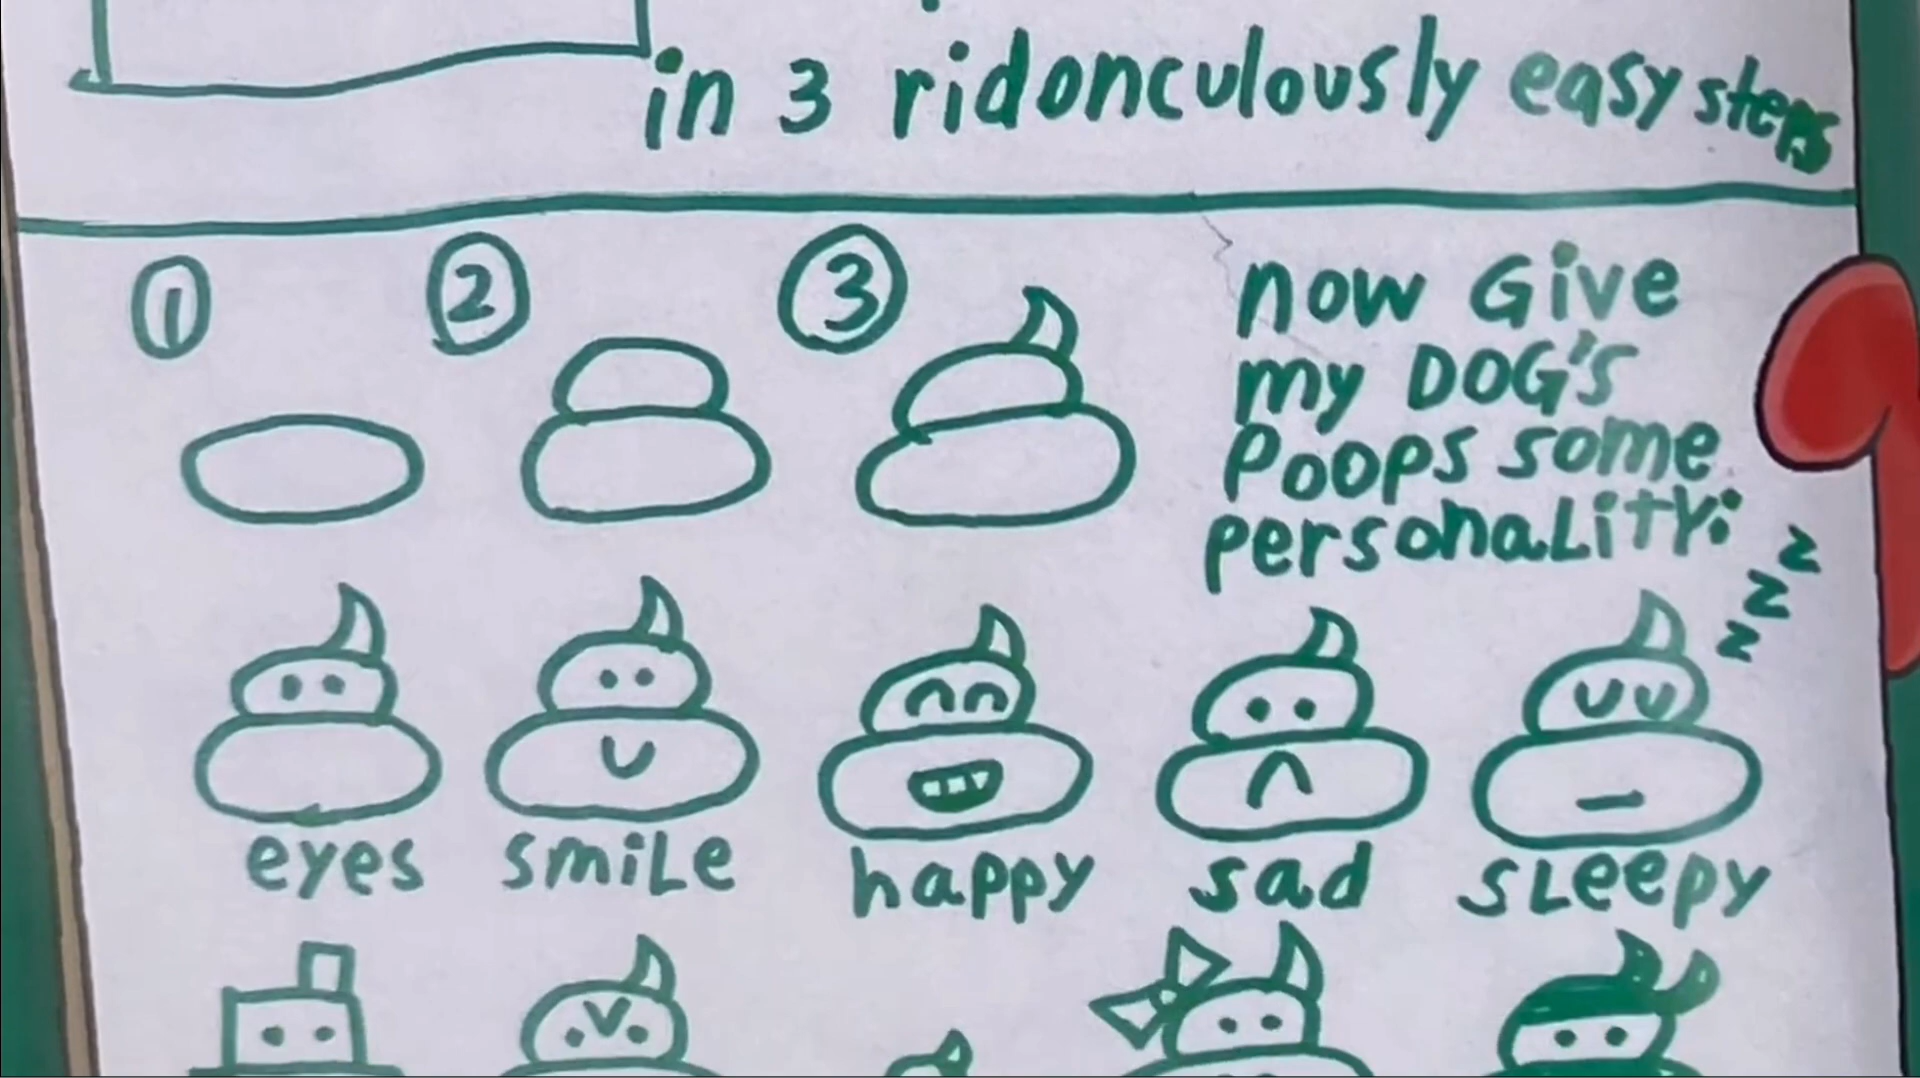 in 3 ridonculously easy steps
1 2 3
now Give
my DOG'S
Poops some
personaLiTY:
z
z
z
eyes smiLe happy sad sLeepy